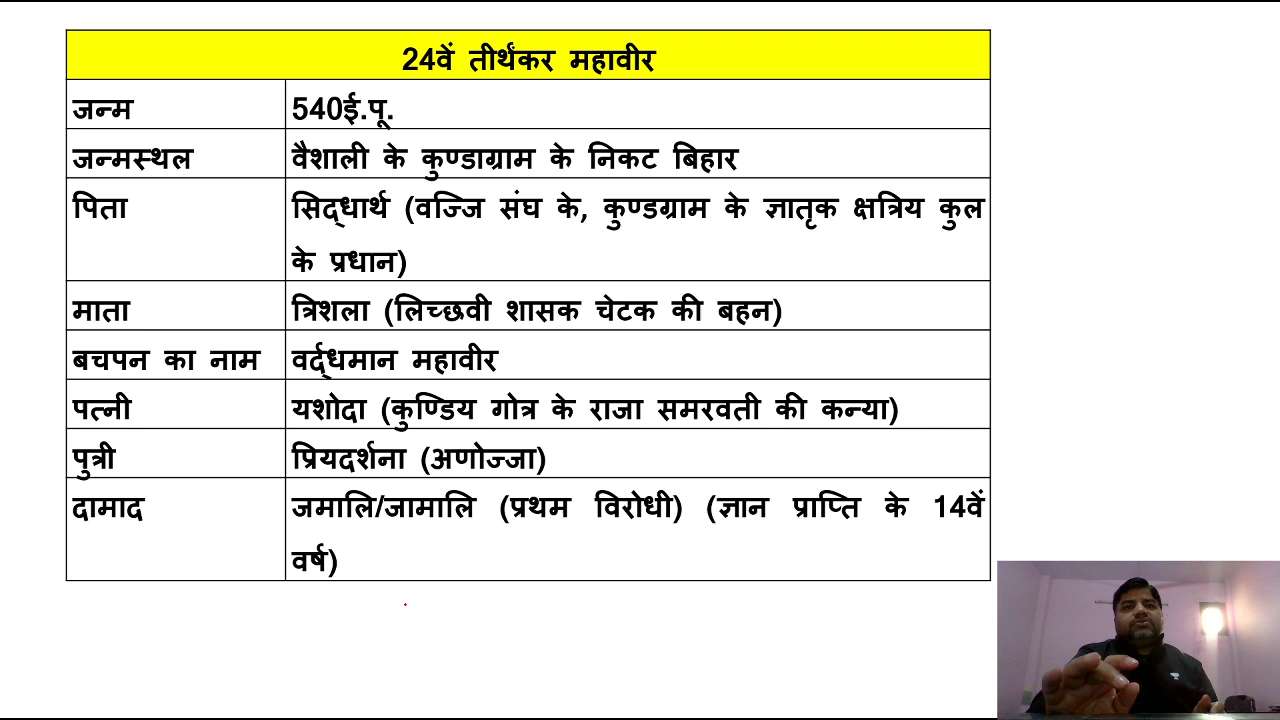 24वें तीर्थंकर महावीर
जन्म 540ई.पू.
जन्मस्थल वैशाली के कुण्डाग्राम के निकट बिहार
पिता सिद्धार्थ (वज्जि संघ के, कुण्डग्राम के ज्ञातृक क्षत्रिय कुल
के प्रधान)
माता त्रिशला (लिच्छवी शासक चेटक की बहन)
बचपन का नाम वर्द्धमान महावीर
पत्नी यशोदा (कुण्डिय गोत्र के राजा समरवती की कन्या)
पुत्री प्रियदर्शना (अणोज्जा)
दामाद जमालि/जामालि (प्रथम विरोधी) (ज्ञान प्राप्ति के 14वें
वर्ष)